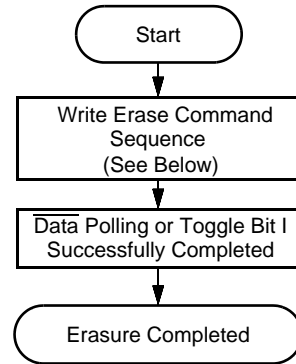 Start
Write Erase Command
Sequence
(See Below)
Data Polling or Toggle Bit I
Successfully Completed
Erasure Completed